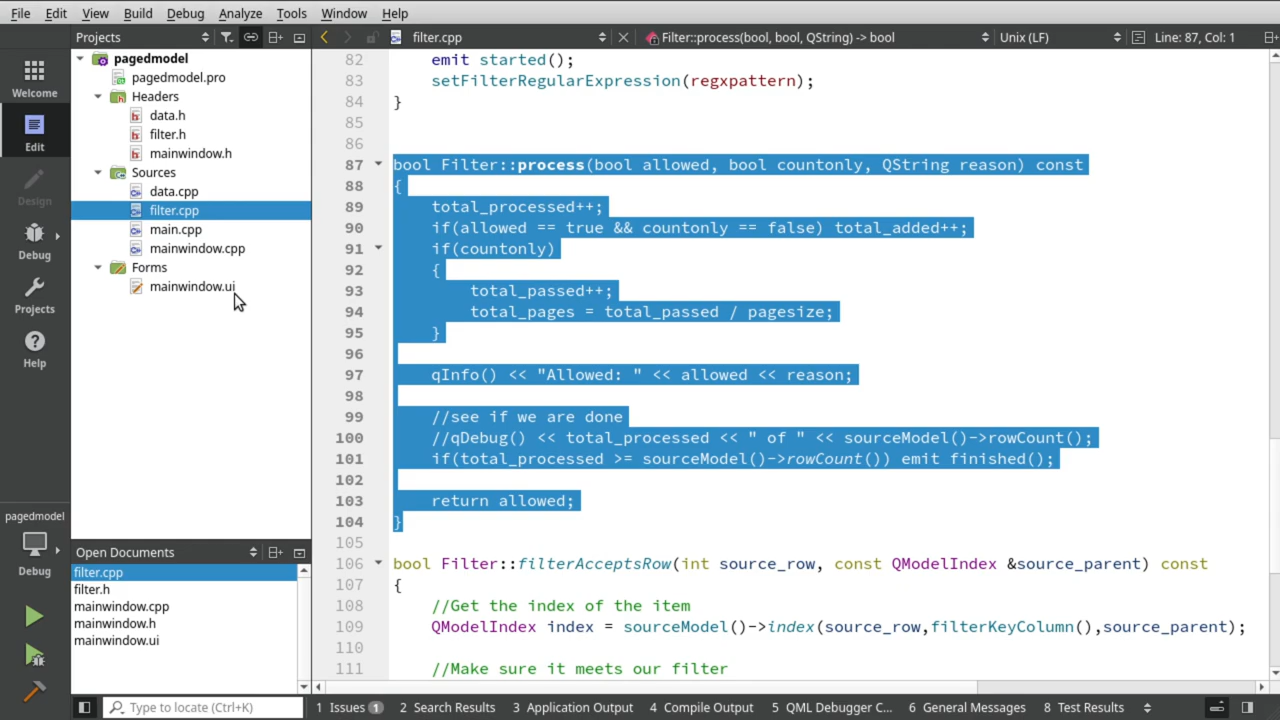 File Edit View Build Debug Analyze Tools Window Help
Projects filter.cpp Filter::process(bool, bool, QString) -> bool Unix (LF) Line: 87, Col: 1
Welcome
Edit
Design
Debug
Projects
Help
pagedmodel
Debug
pagedmodel
pagedmodel.pro
Headers
data.h
filter.h
mainwindow.h
Sources
data.cpp
filter.cpp
main.cpp
mainwindow.cpp
Forms
mainwindow.ui
Open Documents
filter.cpp
filter.h
mainwindow.cpp
mainwindow.h
mainwindow.ui
82 emit started();
83 setFilterRegularExpression(regxpattern);
84 }
85
86
87 bool Filter::process(bool allowed, bool countonly, QString reason) const
88 {
89 total_processed++;
90 if(allowed == true && countonly == false) total_added++;
91 if(countonly)
92 {
93 total_passed++;
94 total_pages = total_passed / pagesize;
95 }
96
97 qInfo() << "Allowed: " << allowed << reason;
98
99 //see if we are done
100 //qDebug() << total_processed << " of " << sourceModel()->rowCount();
101 if(total_processed >= sourceModel()->rowCount()) emit finished();
102
103 return allowed;
104 }
105
106 bool Filter::filterAcceptsRow(int source_row, const QModelIndex &source_parent) const
107 {
108 //Get the index of the item
109 QModelIndex index = sourceModel()->index(source_row,filterKeyColumn(),source_parent);
110
111 //Make sure it meets our filter
Type to locate (Ctrl+K) 1 Issues 1 2 Search Results 3 Application Output 4 Compile Output 5 QML Debugger C... 6 General Messages 8 Test Results